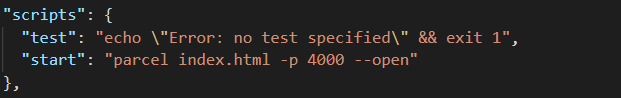 "scripts": {
"test": "echo \"Error: no test specified\" && exit 1",
"start": "parcel index.html -p 4000 --open"
},